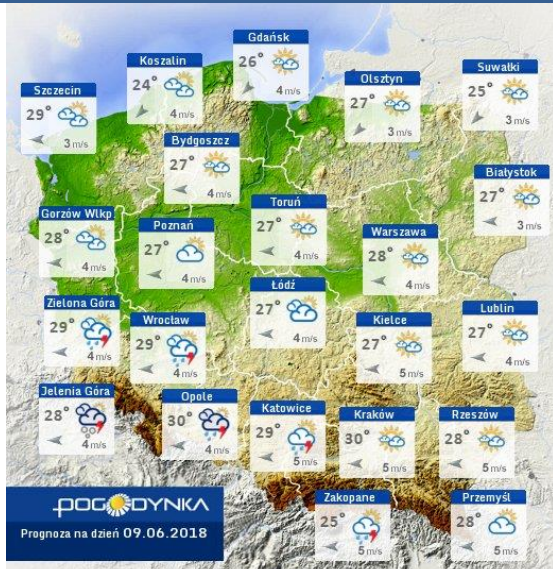 Gdańsk
26°
4 m/s
Koszalin
24°
4 m/s
Suwałki
25°
3 m/s
Olsztyn
27°
3 m/s
Szczecin
29°
3 m/s
Bydgoszcz
27°
4 m/s
Białystok
27°
3 m/s
Toruń
27°
4 m/s
Gorzów Wlkp
28°
4 m/s
Poznań
27°
4 m/s
Warszawa
28°
4 m/s
Łódź
27°
4 m/s
Zielona Góra
29°
4 m/s
Wrocław
29°
4 m/s
Kielce
27°
5 m/s
Lublin
27°
4 m/s
Jelenia Góra
28°
4 m/s
Opole
30°
4 m/s
Katowice
29°
5 m/s
Kraków
30°
5 m/s
Rzeszów
28°
5 m/s
Zakopane
25°
5 m/s
Przemyśl
28°
5 m/s
POGODYNKA
Prognoza na dzień 09.06.2018